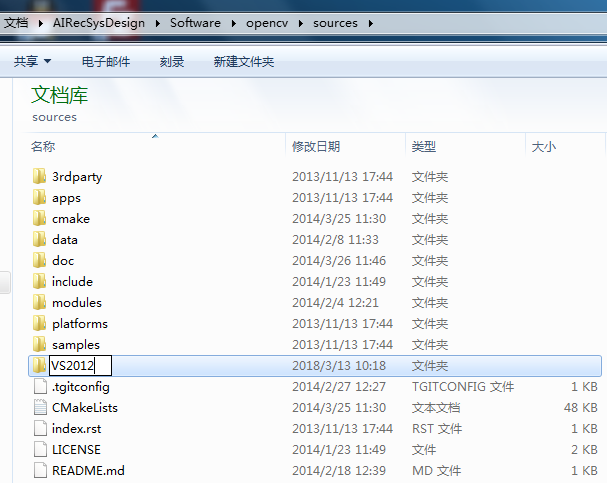 文档 ▸ AIRecSysDesign ▸ Software ▸ opencv ▸ sources ▸
共享 ▼ 电子邮件 刻录 新建文件夹
文档库
sources
名称 修改日期 类型 大小
3rdparty 2013/11/13 17:44 文件夹
apps 2013/11/13 17:44 文件夹
cmake 2014/3/25 11:30 文件夹
data 2014/2/8 11:33 文件夹
doc 2014/3/26 11:46 文件夹
include 2014/1/23 11:49 文件夹
modules 2014/2/4 12:21 文件夹
platforms 2013/11/13 17:44 文件夹
samples 2013/11/13 17:44 文件夹
VS2012 2018/3/13 10:18 文件夹
.tgitconfig 2014/2/27 12:27 TGITCONFIG 文件 1 KB
CMakeLists 2014/3/25 11:30 文本文档 48 KB
index.rst 2013/11/13 17:44 RST 文件 1 KB
LICENSE 2014/1/23 11:49 文件 2 KB
README.md 2014/2/18 12:39 MD 文件 1 KB